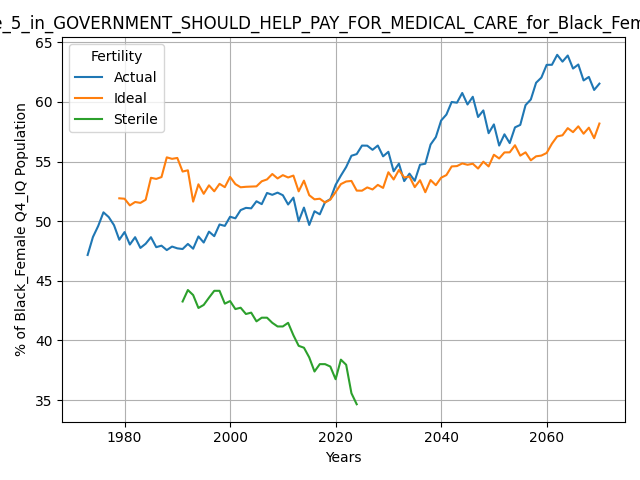 e_5_in_GOVERNMENT_SHOULD_HELP_PAY_FOR_MEDICAL_CARE_for_Black_Fem
Fertility
Actual
Ideal
Sterile
% of Black_Female Q4_IQ Population
65
60
55
50
45
40
35
1980
2000
2020
2040
2060
Years